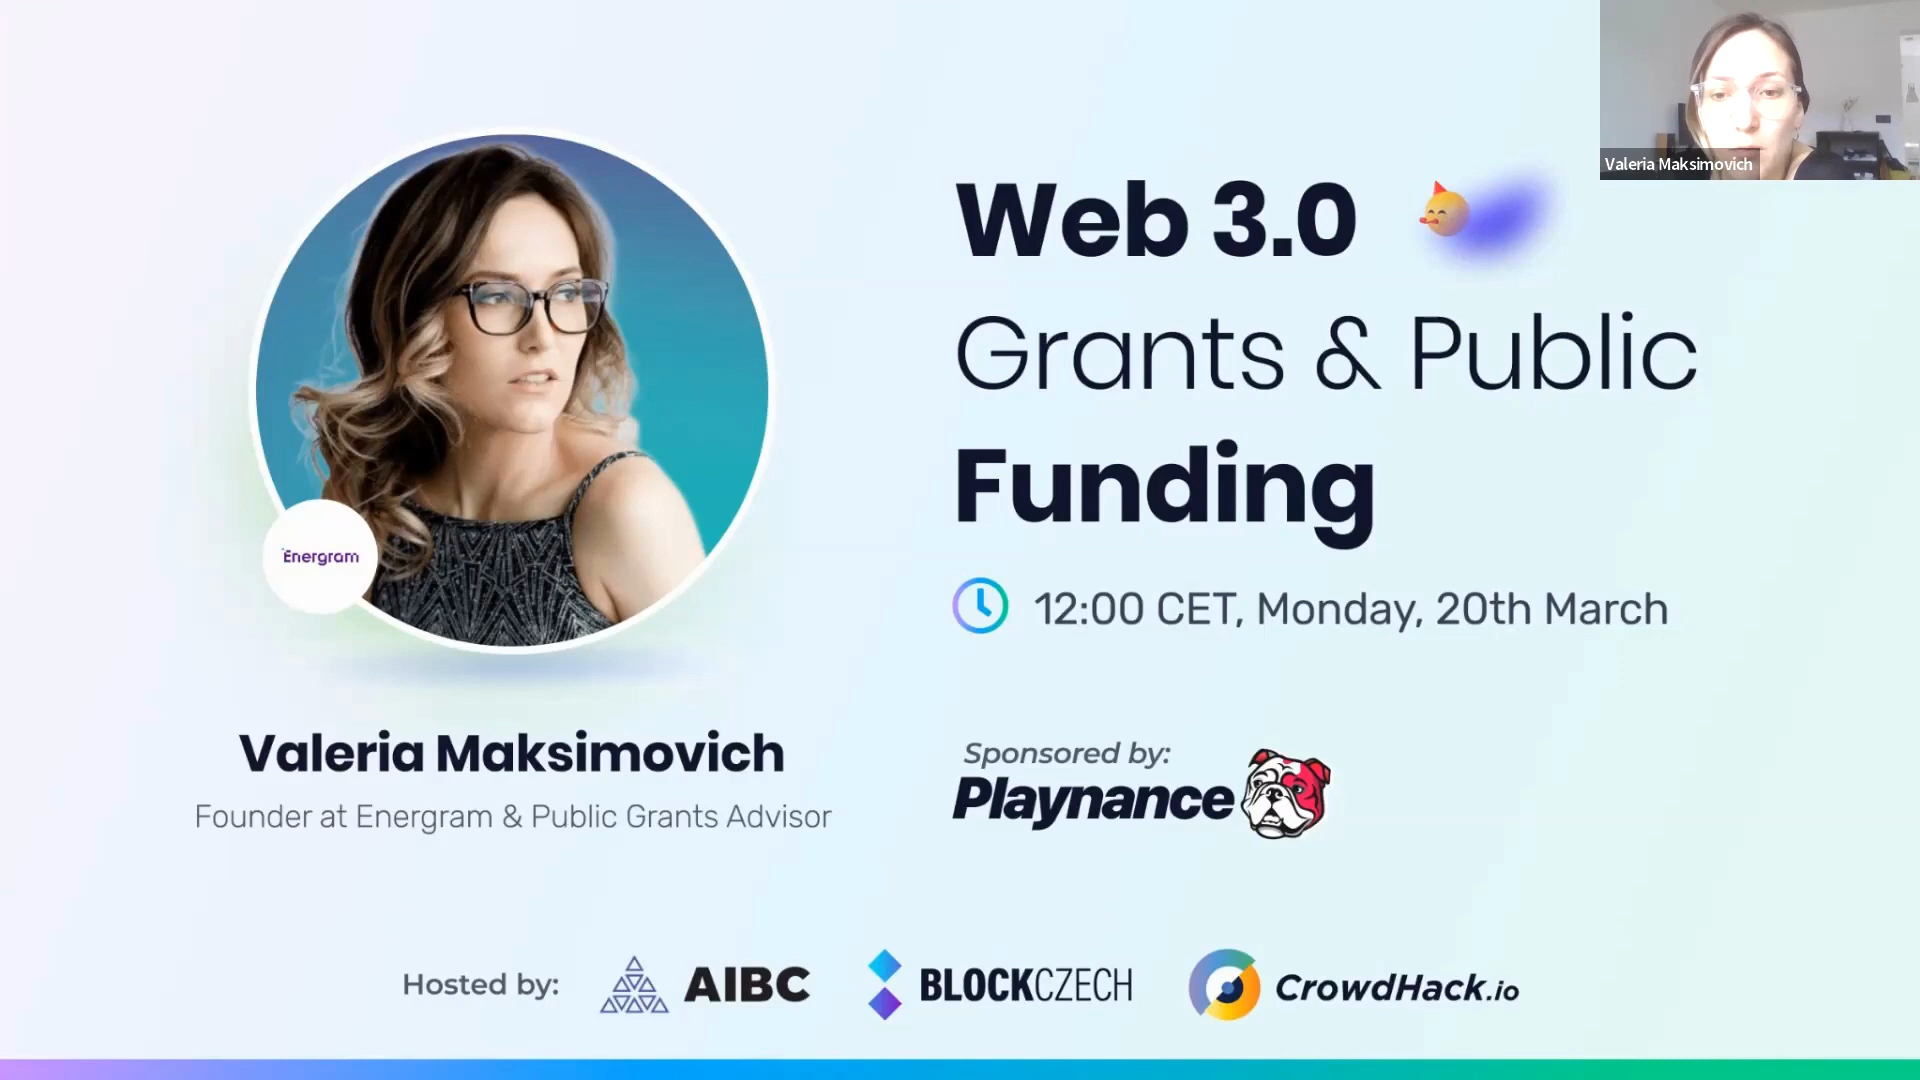 Valeria Maksimovich
Web 3.0
Grants & Public
Funding
12:00 CET, Monday, 20th March
Energram
Valeria Maksimovich
Founder at Energram & Public Grants Advisor
Sponsored by:
Playnance
Hosted by:
AIBC
BLOCKCZECH
CrowdHack.io